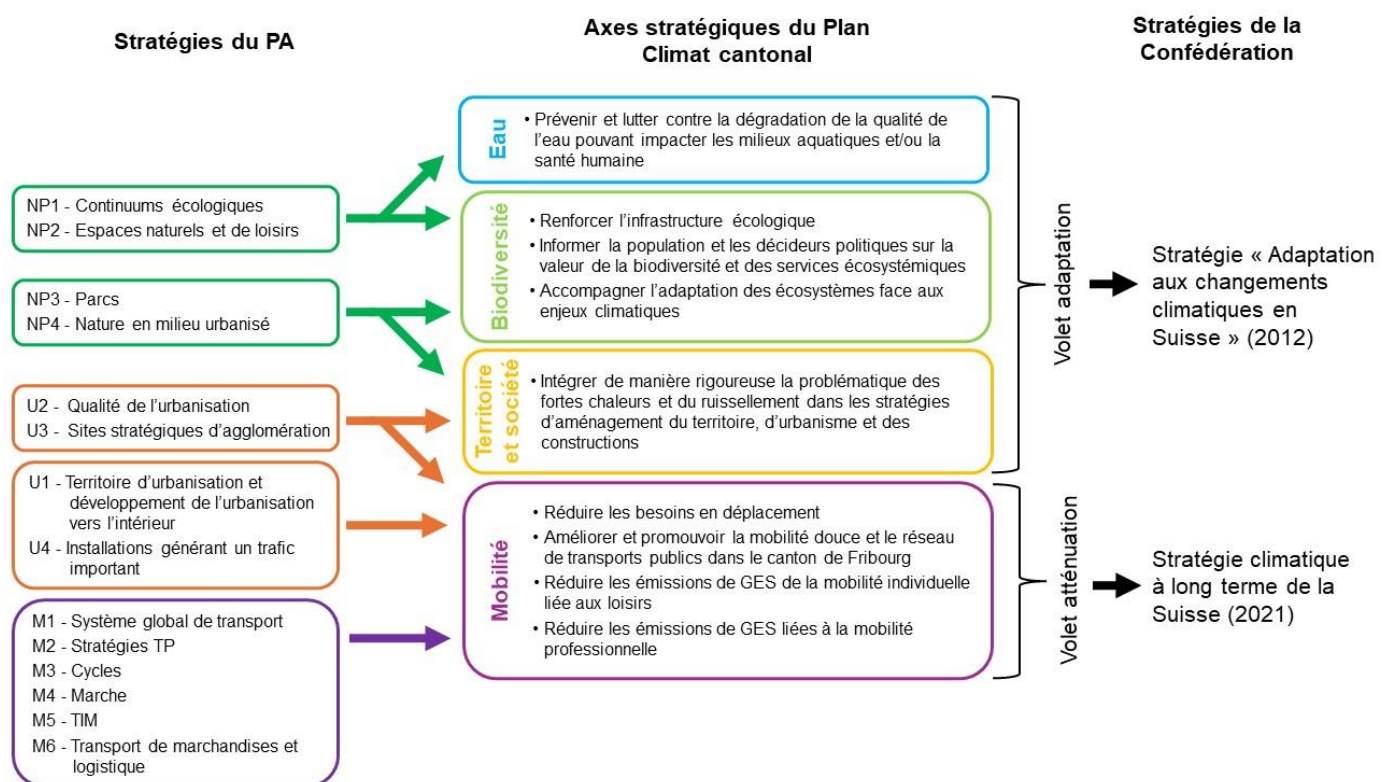 Stratégies du PA
Axes stratégiques du Plan
Climat cantonal
Stratégies de la
Confédération
NP1 - Continuums écologiques
NP2 - Espaces naturels et de loisirs
NP3 - Parcs
NP4 - Nature en milieu urbanisé
U2 - Qualité de l'urbanisation
U3 - Sites stratégiques d'agglomération
U1 - Territoire d'urbanisation et
développement de l'urbanisation
vers l'intérieur
U4 - Installations générant un trafic
important
M1 - Système global de transport
M2 - Stratégies TP
M3 - Cycles
M4 - Marche
M5 - TIM
M6 - Transport de marchandises et
logistique
Eau
• Prévenir et lutter contre la dégradation de la qualité de
l'eau pouvant impacter les milieux aquatiques et/ou la
santé humaine
Biodiversité
• Renforcer l'infrastructure écologique
• Informer la population et les décideurs politiques sur la
valeur de la biodiversité et des services écosystémiques
• Accompagner l'adaptation des écosystèmes face aux
enjeux climatiques
Territoire
et société
• Intégrer de manière rigoureuse la problématique des
fortes chaleurs et du ruissellement dans les stratégies
d'aménagement du territoire, d'urbanisme et des
constructions
Mobilité
• Réduire les besoins en déplacement
• Améliorer et promouvoir la mobilité douce et le réseau
de transports publics dans le canton de Fribourg
• Réduire les émissions de GES de la mobilité individuelle
liée aux loisirs
• Réduire les émissions de GES liées à la mobilité
professionnelle
Volet adaptation
Stratégie « Adaptation
aux changements
climatiques en
Suisse » (2012)
Volet atténuation
Stratégie climatique
à long terme de la
Suisse (2021)